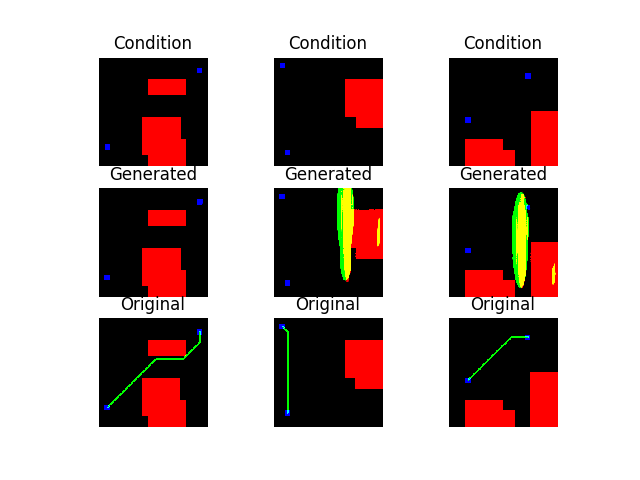 Condition
Condition
Condition
Generated
Generated
Generated
Original
Original
Original